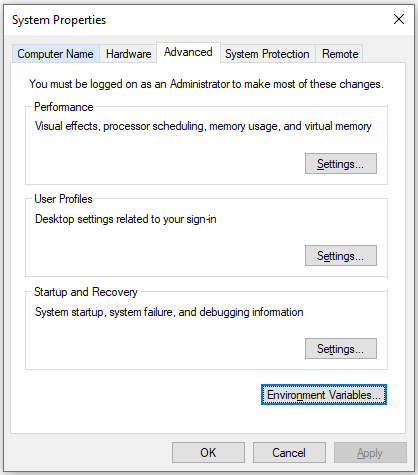 System Properties
Computer Name Hardware Advanced System Protection Remote
You must be logged on as an Administrator to make most of these changes.
Performance
Visual effects, processor scheduling, memory usage, and virtual memory
Settings...
User Profiles
Desktop settings related to your sign-in
Settings...
Startup and Recovery
System startup, system failure, and debugging information
Settings...
Environment Variables...
OK Cancel Apply